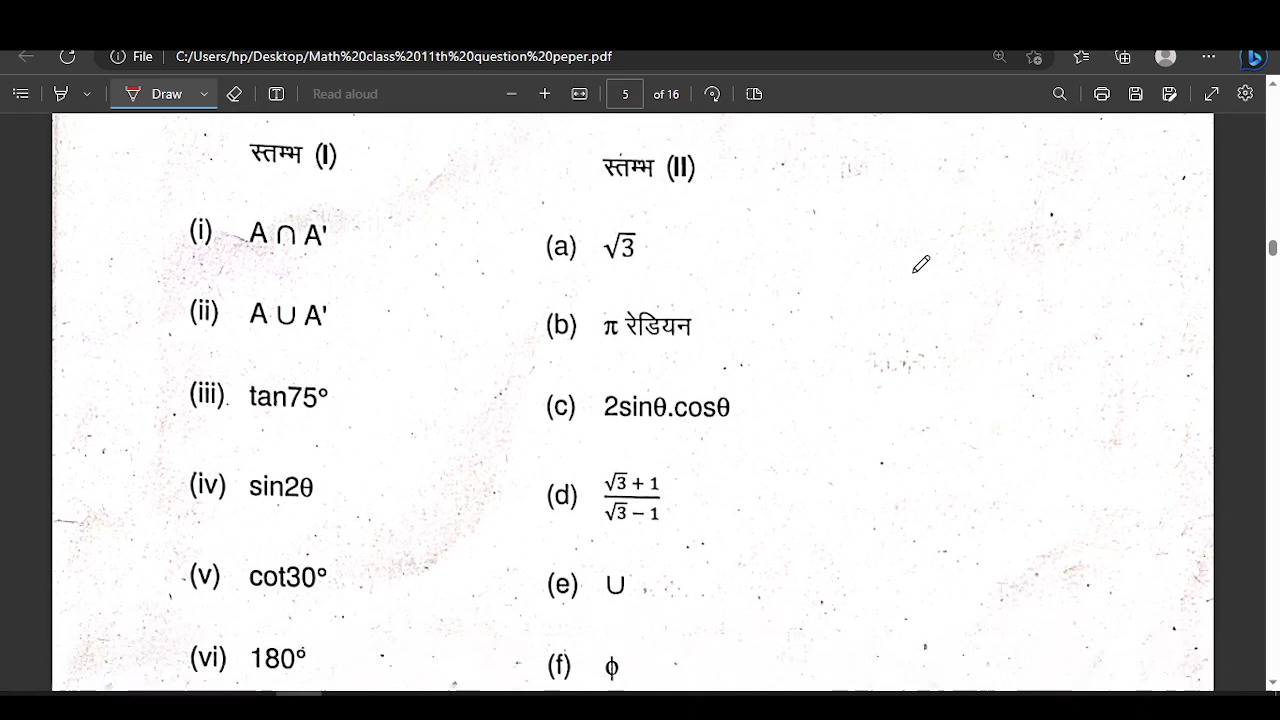 File C:/Users/hp/Desktop/Math%20class%2011th%20question%20peper.pdf
Draw Read aloud 5 of 16
स्तम्भ (I) स्तम्भ (II)
(i) A ∩ A' (a) √3
(ii) A ∪ A' (b) π रेडियन
(iii) tan75° (c) 2sinθ.cosθ
(iv) sin2θ (d) (√3 + 1)/(√3 − 1)
(v) cot30° (e) ∪
(vi) 180° (f) ϕ